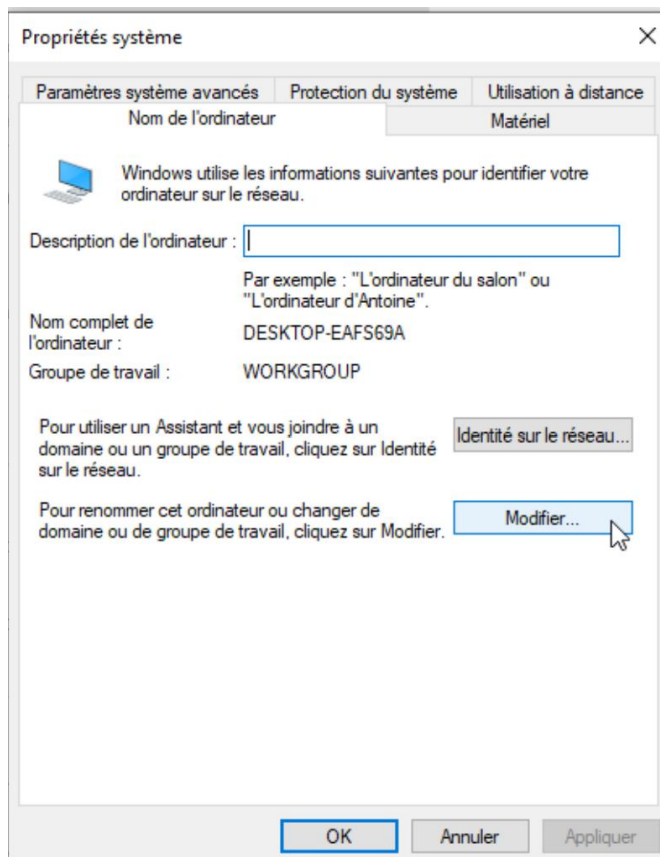 Propriétés système
Paramètres système avancés
Protection du système
Utilisation à distance
Nom de l'ordinateur
Matériel
Windows utilise les informations suivantes pour identifier votre
ordinateur sur le réseau.
Description de l'ordinateur :
Par exemple : "L'ordinateur du salon" ou
"L'ordinateur d'Antoine".
Nom complet de
l'ordinateur :
DESKTOP-EAFS69A
Groupe de travail :
WORKGROUP
Pour utiliser un Assistant et vous joindre à un
domaine ou un groupe de travail, cliquez sur Identité
sur le réseau.
Identité sur le réseau...
Pour renommer cet ordinateur ou changer de
domaine ou de groupe de travail, cliquez sur Modifier.
Modifier...
OK
Annuler
Appliquer